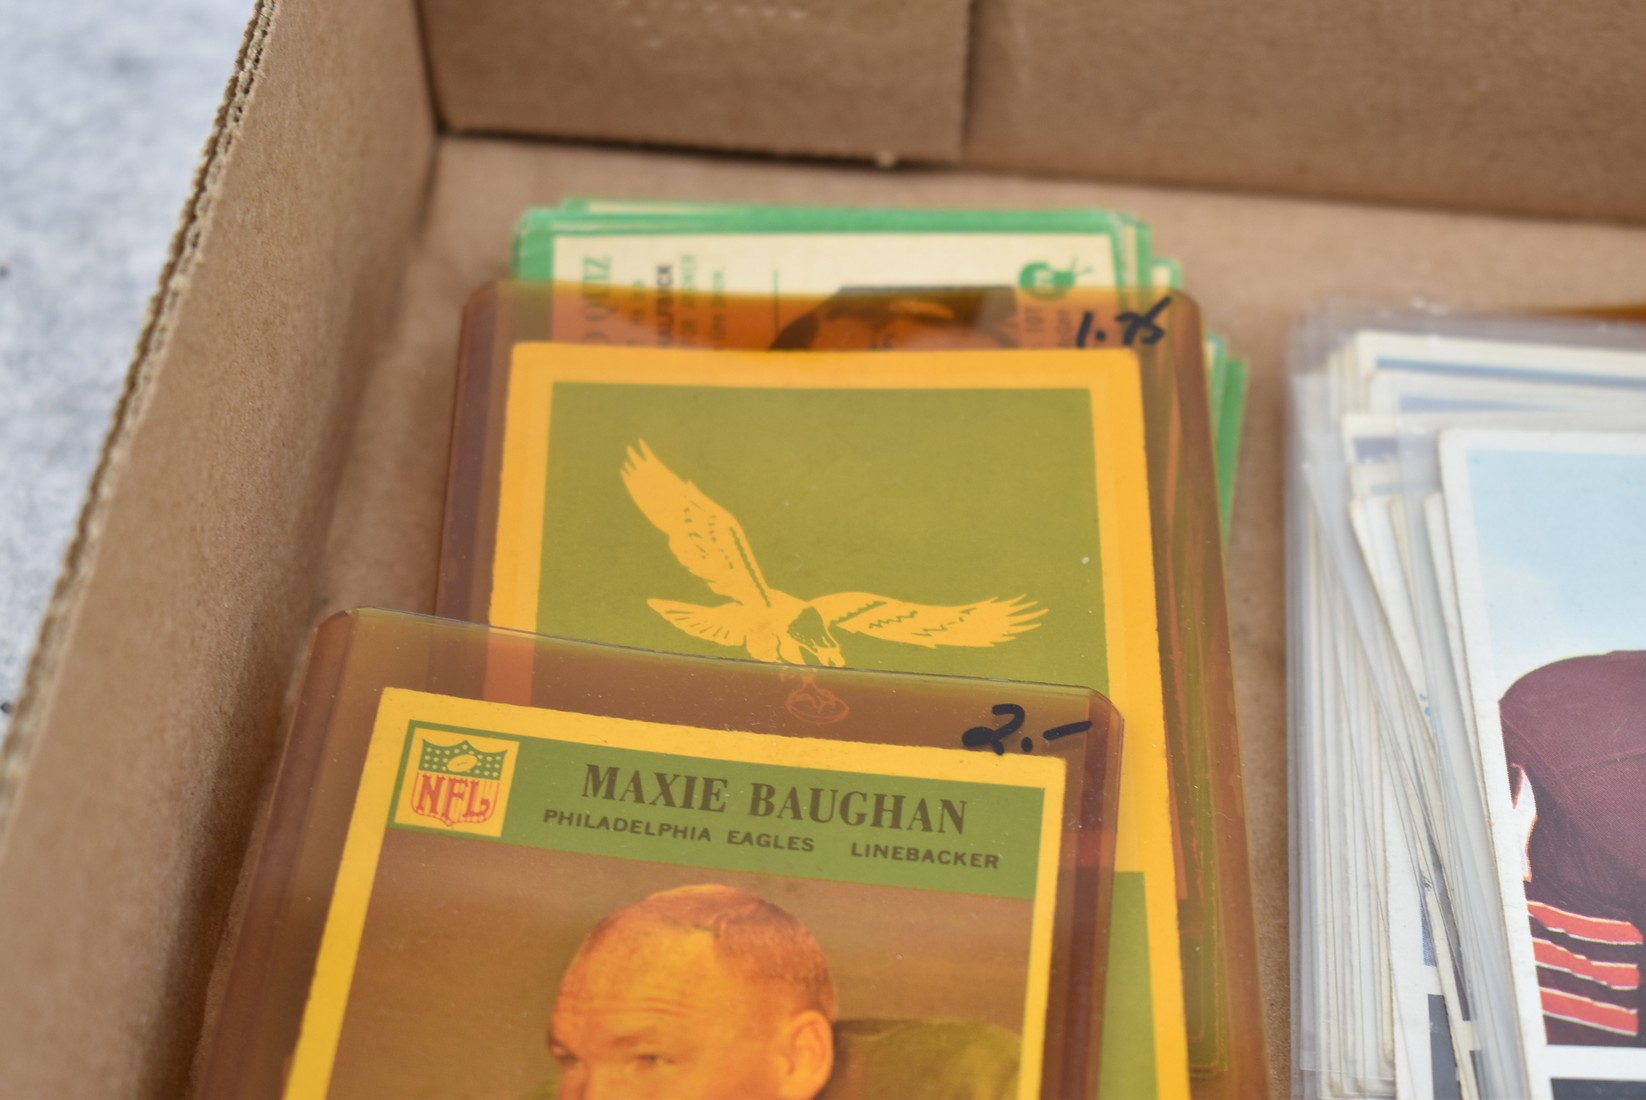 1.75
2.-
NFL
MAXIE BAUGHAN
PHILADELPHIA EAGLES LINEBACKER